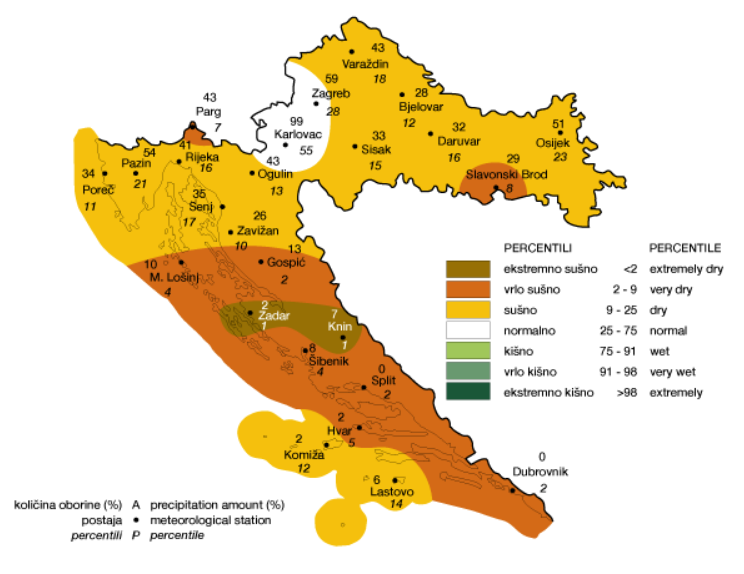 43
Varaždin
18
59
Zagreb
28
28
Bjelovar
12
43
Parg
7
99
Karlovac
55
33
Sisak
15
32
Daruvar
16
51
Osijek
23
29
Slavonski Brod
8
34
Poreč
11
54
Pazin
21
41
Rijeka
16
43
Ogulin
13
35
Senj
17
26
Zavižan
10
13
Gospić
2
10
M. Lošinj
4
2
Zadar
1
7
Knin
1
8
Šibenik
4
0
Split
2
2
Hvar
5
2
Komiža
12
6
Lastovo
14
0
Dubrovnik
2
PERCENTILI PERCENTILE
ekstremno sušno <2 extremely dry
vrlo sušno 2 - 9 very dry
sušno 9 - 25 dry
normalno 25 - 75 normal
kišno 75 - 91 wet
vrlo kišno 91 - 98 very wet
ekstremno kišno >98 extremely
količina oborine (%) A precipitation amount (%)
postaja • meteorological station
percentili P percentile